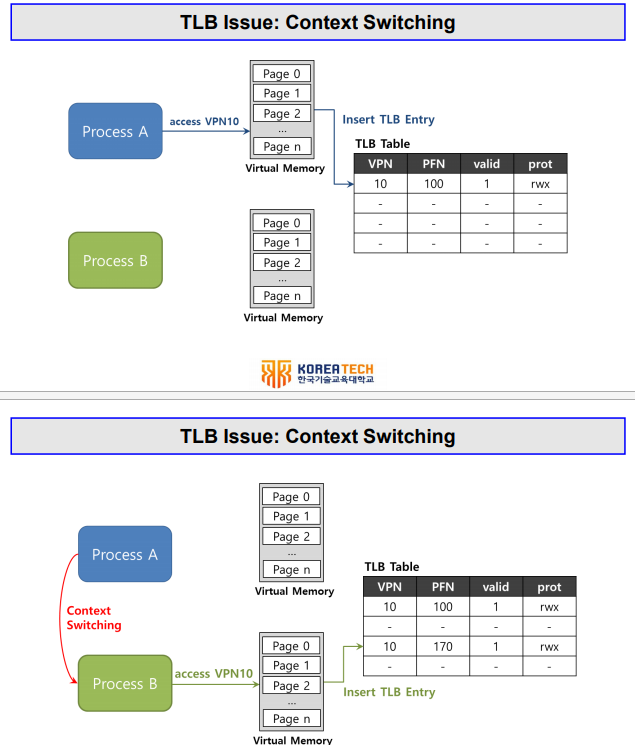 TLB Issue: Context Switching
Page 0
Page 1
Page 2
...
Page n
Virtual Memory
Process A
access VPN10
Insert TLB Entry
TLB Table
VPN PFN valid prot
10 100 1 rwx
- - - -
- - - -
- - - -
Process B
Page 0
Page 1
Page 2
...
Page n
Virtual Memory
KOREATECH
한국기술교육대학교
TLB Issue: Context Switching
Process A
Page 0
Page 1
Page 2
...
Page n
Virtual Memory
TLB Table
VPN PFN valid prot
10 100 1 rwx
- - - -
10 170 1 rwx
- - - -
Context
Switching
Process B
access VPN10
Page 0
Page 1
Page 2
...
Page n
Virtual Memory
Insert TLB Entry